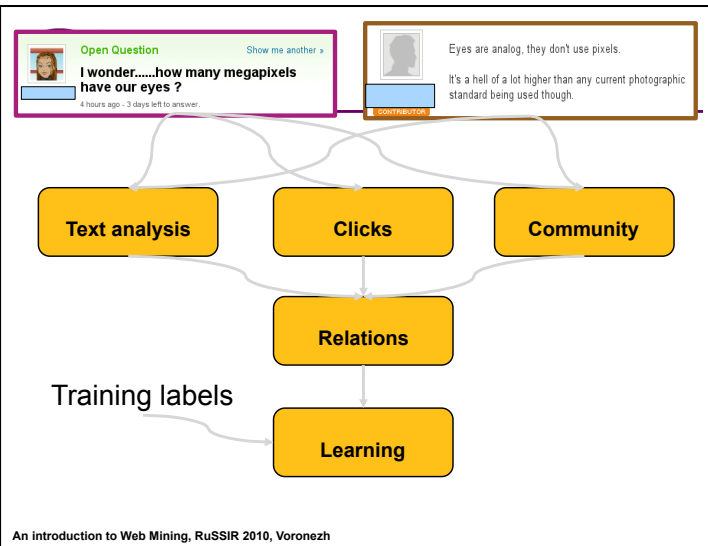 Open Question
Show me another »
I wonder......how many megapixels
have our eyes ?
4 hours ago - 3 days left to answer.
Eyes are analog, they don't use pixels.
It's a hell of a lot higher than any current photographic
standard being used though.
CONTRIBUTOR
Text analysis
Clicks
Community
Relations
Training labels
Learning
An introduction to Web Mining, RuSSIR 2010, Voronezh